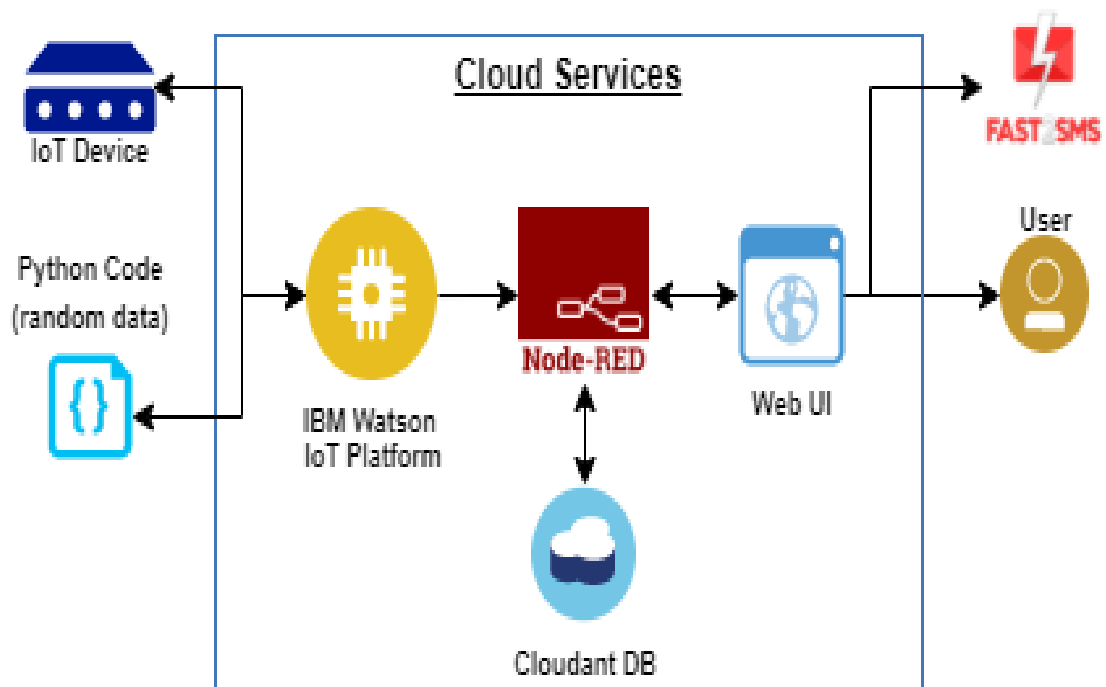 Cloud Services
IoT Device
FAST2SMS
Python Code
(random data)
User
Node-RED
IBM Watson
IoT Platform
Web UI
Cloudant DB